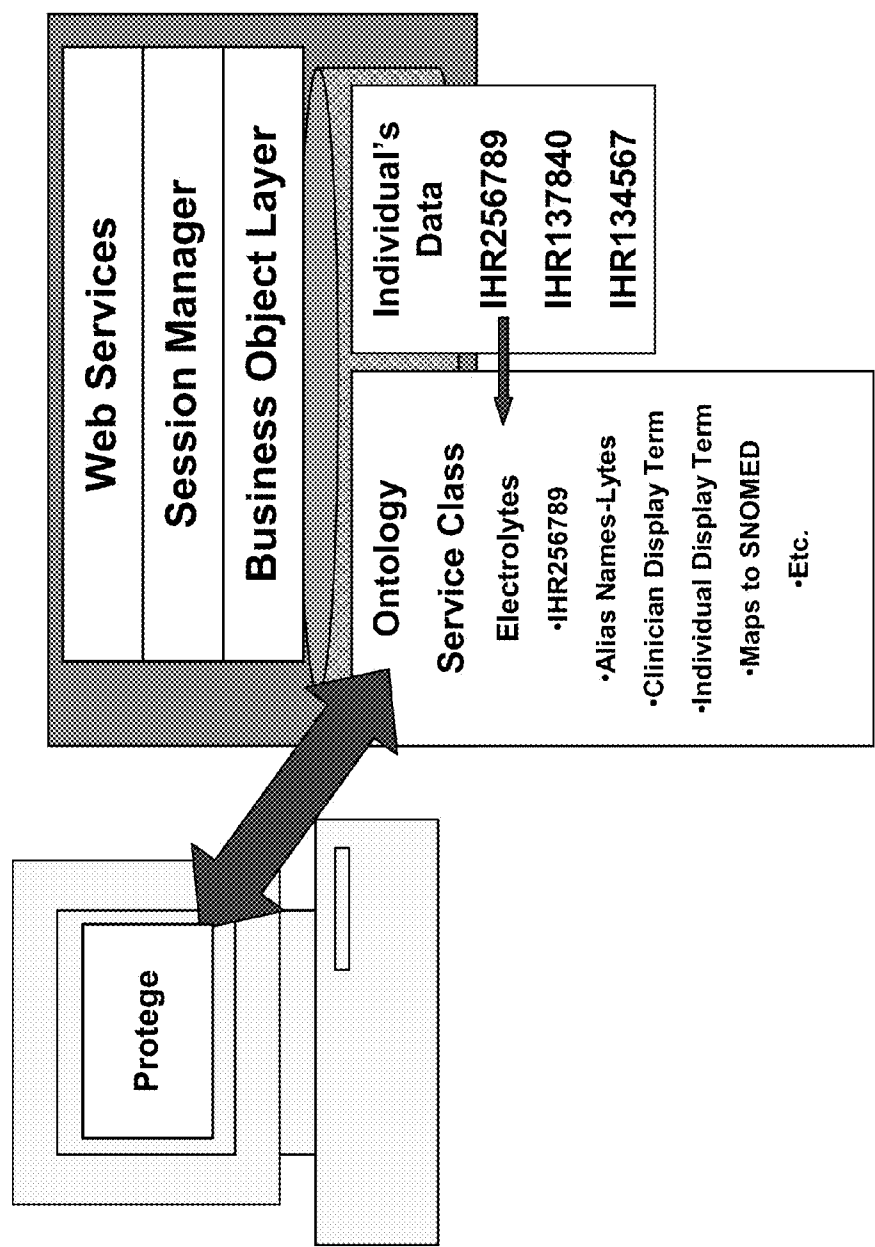 Protege
Web Services
Session Manager
Business Object Layer
Ontology
Service Class
Electrolytes
•IHR256789
•Alias Names-Lytes
•Clinician Display Term
•Individual Display Term
•Maps to SNOMED
•Etc.
Individual's
Data
IHR256789
IHR137840
IHR134567